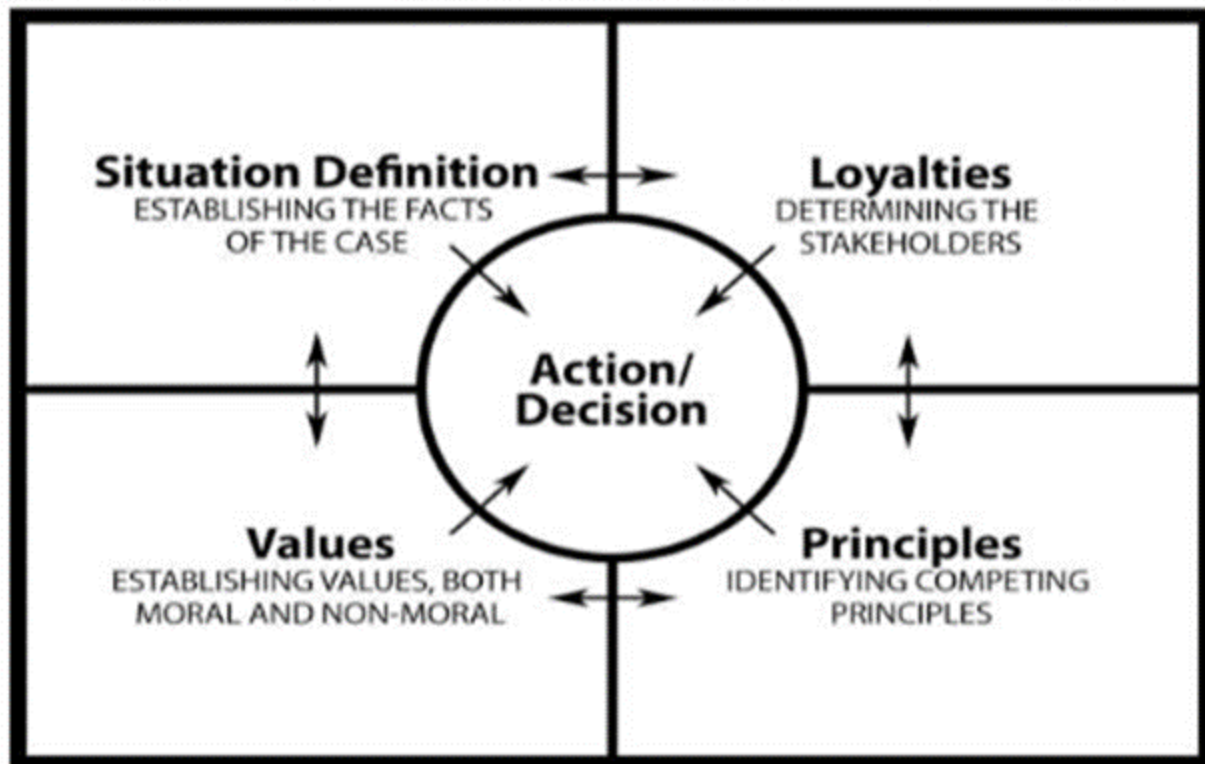 Situation Definition
ESTABLISHING THE FACTS
OF THE CASE
Loyalties
DETERMINING THE
STAKEHOLDERS
Action/
Decision
Values
ESTABLISHING VALUES, BOTH
MORAL AND NON-MORAL
Principles
IDENTIFYING COMPETING
PRINCIPLES